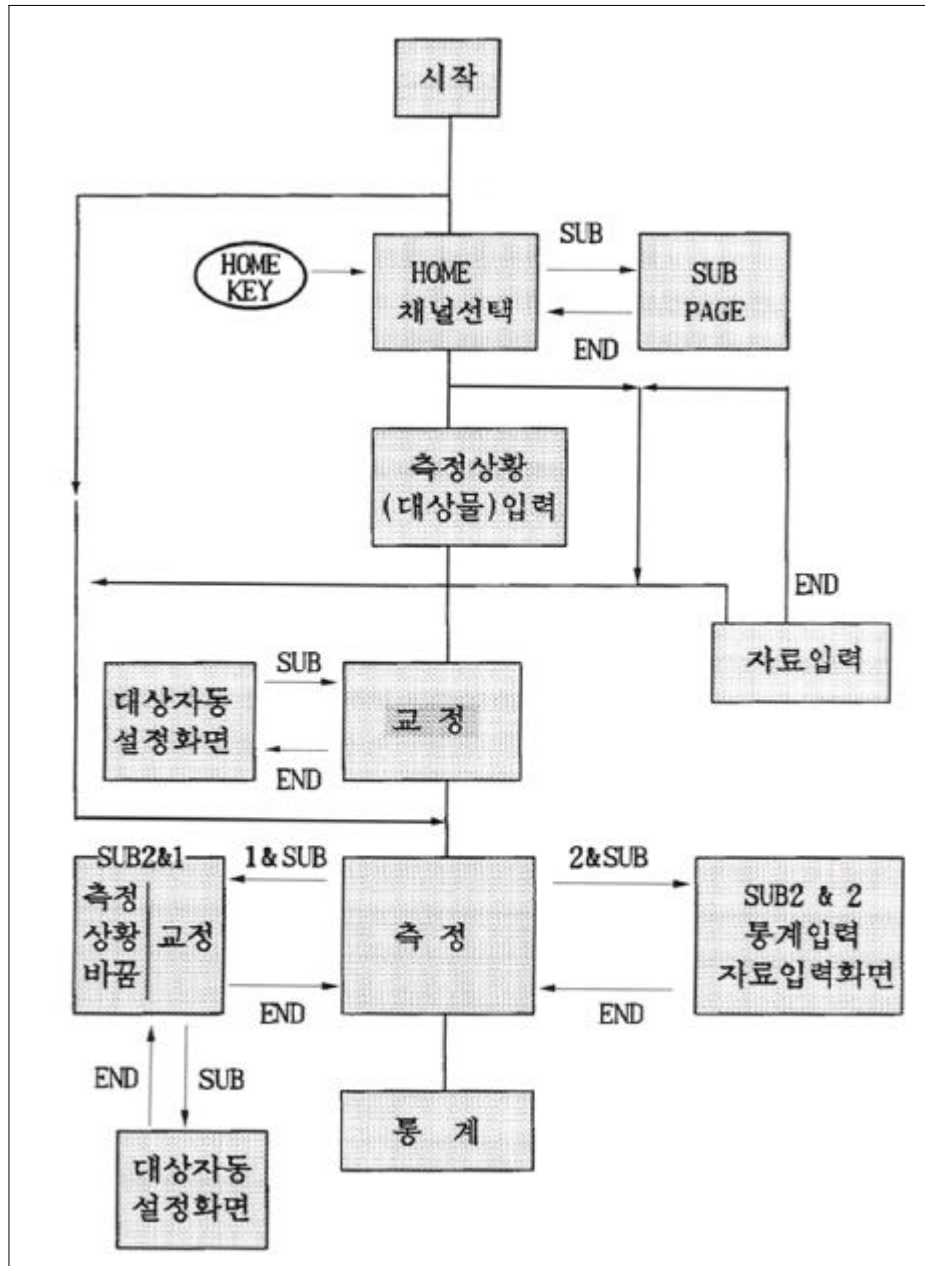 시작
HOME
KEY
HOME
채널선택
SUB
END
SUB
PAGE
측정상황
(대상물)입력
END
자료입력
대상자동
설정화면
SUB
END
교 정
SUB2&1
측정
상황
바꿈
교정
1&SUB
END
측 정
2&SUB
END
SUB2 & 2
통계입력
자료입력화면
END
SUB
대상자동
설정화면
통 계